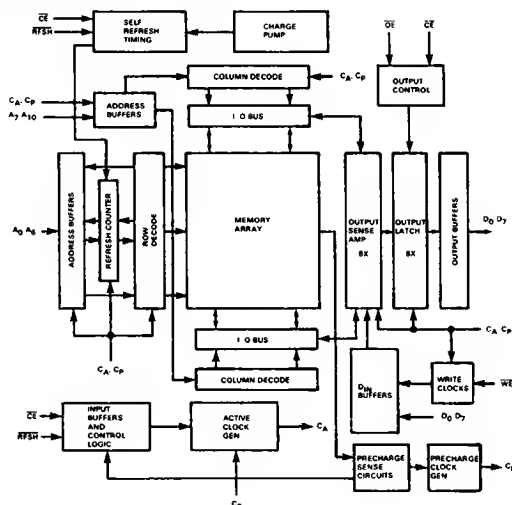 CE
RFSH
SELF
REFRESH
TIMING
CHARGE
PUMP
OE
CE
OUTPUT
CONTROL
COLUMN DECODE
CA. CP
CA. CP
A7 A10
ADDRESS
BUFFERS
I O BUS
A0 A6
ADDRESS BUFFERS
REFRESH COUNTER
ROW
DECODE
MEMORY
ARRAY
OUTPUT
SENSE
AMP
8X
OUTPUT
LATCH
8X
OUTPUT BUFFERS
D0 D7
CA. CP
I O BUS
CA CP
COLUMN DECODE
DIN
BUFFERS
WRITE
CLOCKS
WE
D0 D7
CE
RFSH
INPUT
BUFFERS
AND
CONTROL
LOGIC
ACTIVE
CLOCK
GEN
CA
PRECHARGE
SENSE
CIRCUITS
PRECHARGE
CLOCK
GEN